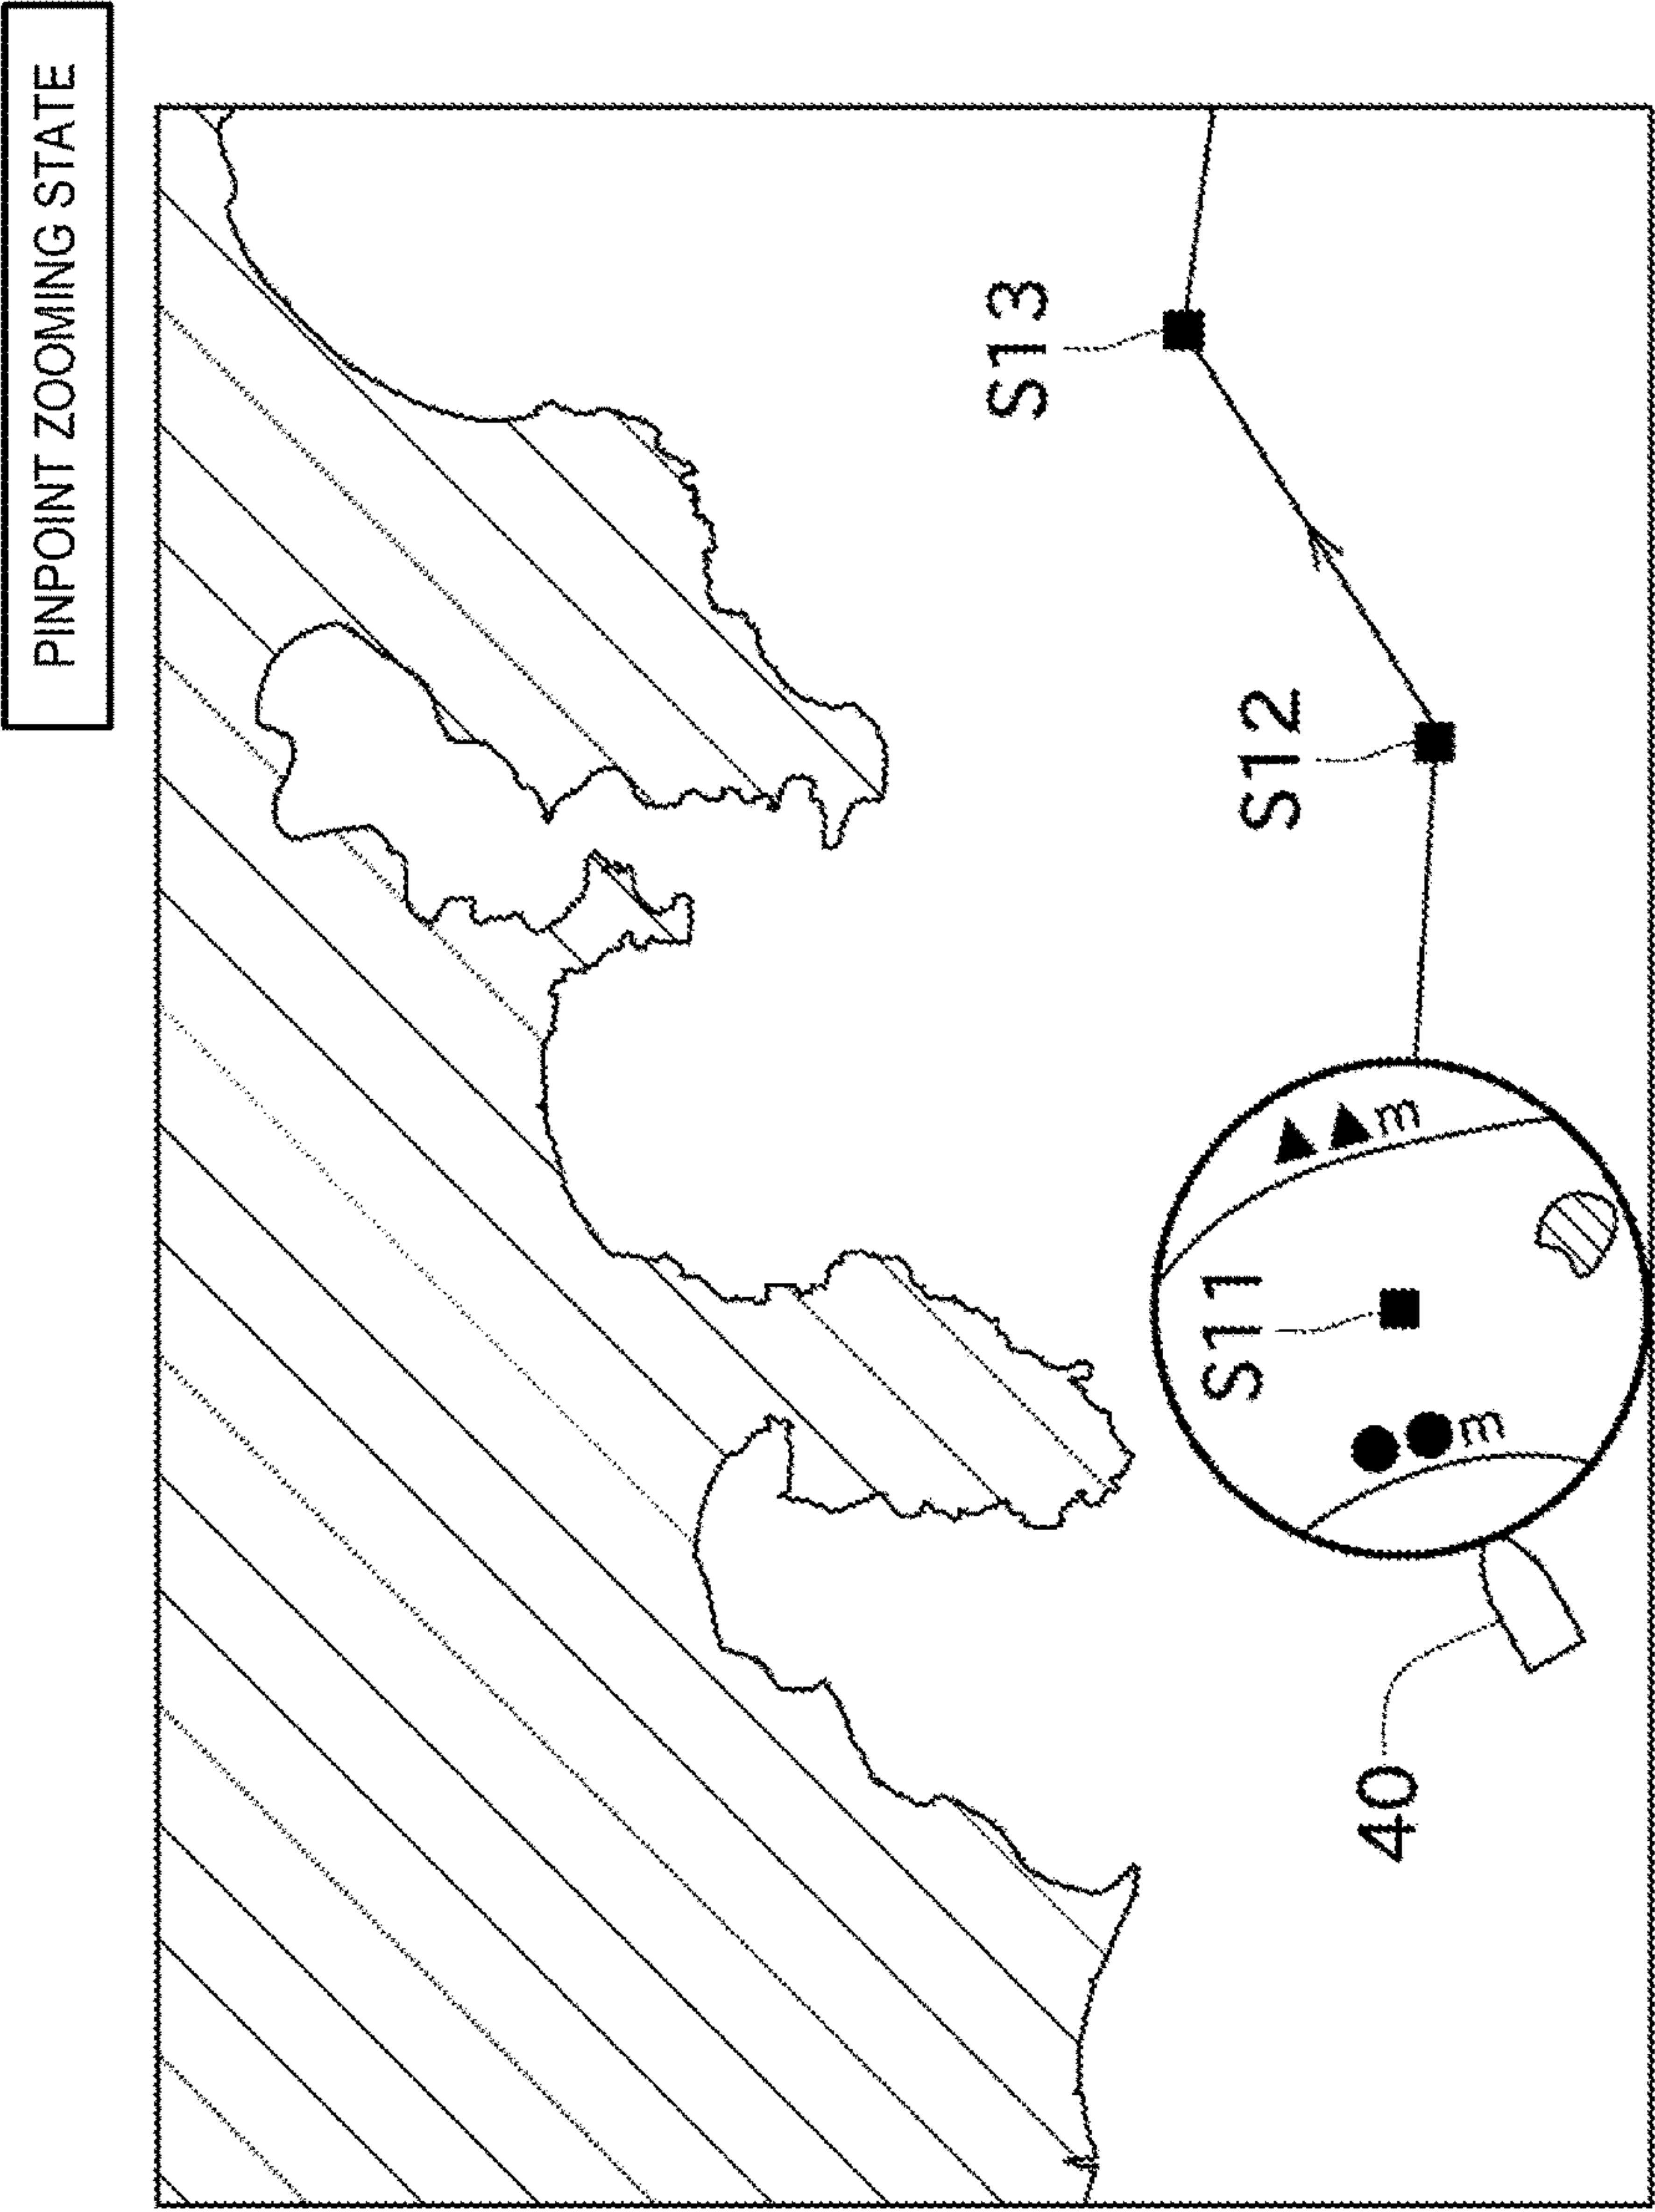 PINPOINT ZOOMING STATE
40
●●m
S11
▲▲m
S12
S13